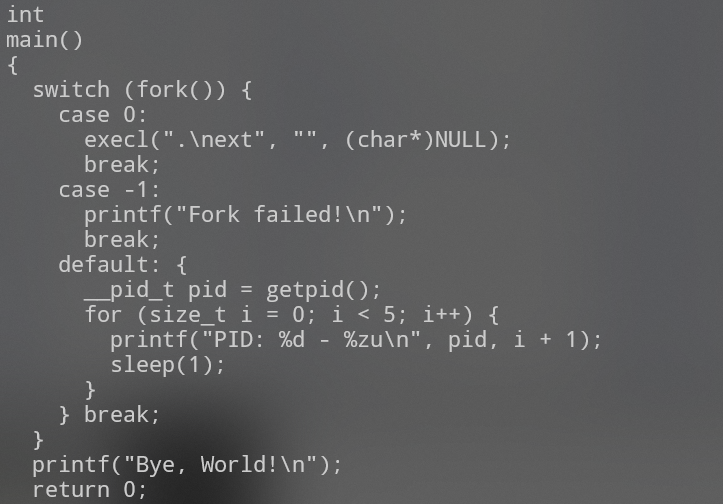 int
main()
{
  switch (fork()) {
    case 0:
      execl(".\next", "", (char*)NULL);
      break;
    case -1:
      printf("Fork failed!\n");
      break;
    default: {
      __pid_t pid = getpid();
      for (size_t i = 0; i < 5; i++) {
        printf("PID: %d - %zu\n", pid, i + 1);
        sleep(1);
      }
    } break;
  }
  printf("Bye, World!\n");
  return 0;